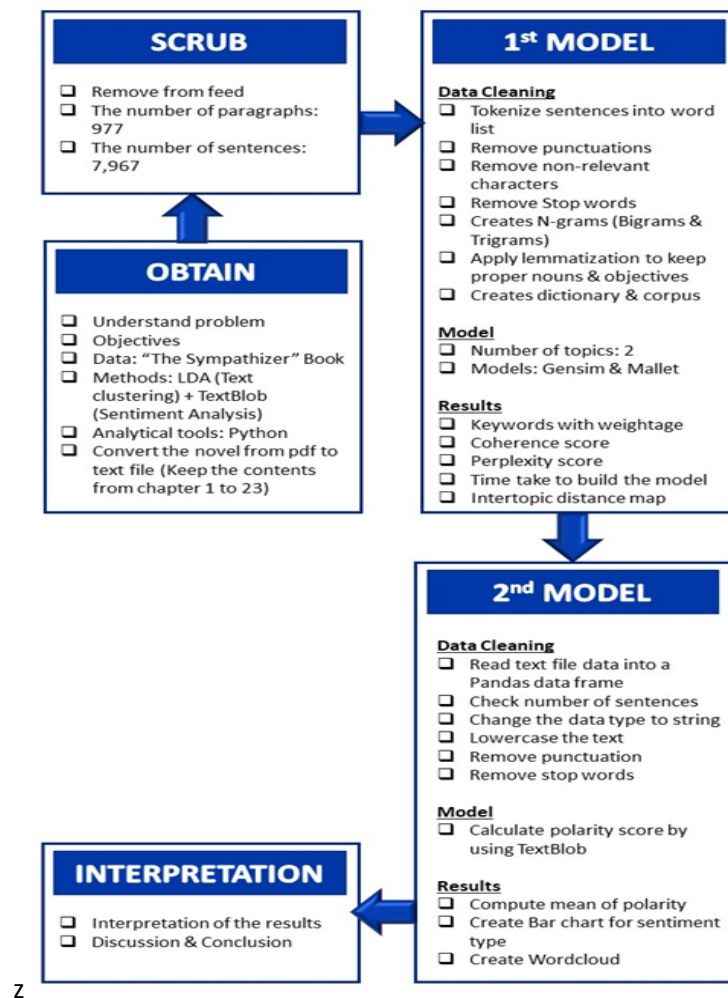 SCRUB
❑ Remove from feed
❑ The number of paragraphs:
977
❑ The number of sentences:
7,967
OBTAIN
❑ Understand problem
❑ Objectives
❑ Data: “The Sympathizer” Book
❑ Methods: LDA (Text
clustering) + TextBlob
(Sentiment Analysis)
❑ Analytical tools: Python
❑ Convert the novel from pdf to
text file (Keep the contents
from chapter 1 to 23)
1st MODEL
Data Cleaning
❑ Tokenize sentences into word
list
❑ Remove punctuations
❑ Remove non-relevant
characters
❑ Remove Stop words
❑ Creates N-grams (Bigrams &
Trigrams)
❑ Apply lemmatization to keep
proper nouns & objectives
❑ Creates dictionary & corpus
Model
❑ Number of topics: 2
❑ Models: Gensim & Mallet
Results
❑ Keywords with weightage
❑ Coherence score
❑ Perplexity score
❑ Time take to build the model
❑ Intertopic distance map
2nd MODEL
Data Cleaning
❑ Read text file data into a
Pandas data frame
❑ Check number of sentences
❑ Change the data type to string
❑ Lowercase the text
❑ Remove punctuation
❑ Remove stop words
Model
❑ Calculate polarity score by
using TextBlob
Results
❑ Compute mean of polarity
❑ Create Bar chart for sentiment
type
❑ Create Wordcloud
INTERPRETATION
❑ Interpretation of the results
❑ Discussion & Conclusion
z